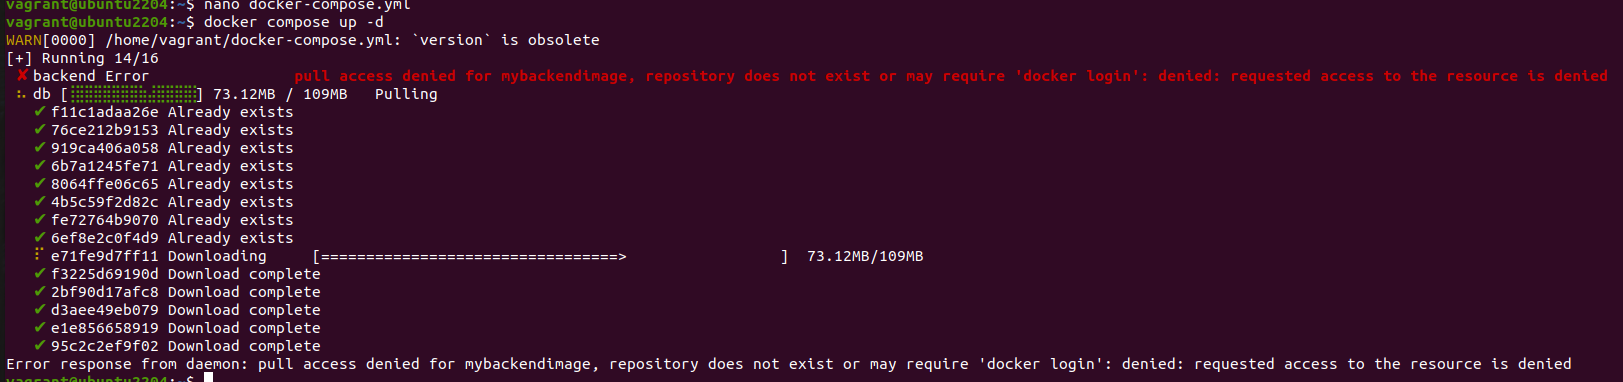 vagrant@ubuntu2204:~$ nano docker-compose.yml
vagrant@ubuntu2204:~$ docker compose up -d
WARN[0000] /home/vagrant/docker-compose.yml: `version` is obsolete
[+] Running 14/16
✘ backend Error pull access denied for mybackendimage, repository does not exist or may require 'docker login': denied: requested access to the resource is denied
db [⣿⣿⣿⣿⣿⣿⣿⣿⣦⣿⣿⣿⣿⣿] 73.12MB / 109MB Pulling
✔ f11c1adaa26e Already exists
✔ 76ce212b9153 Already exists
✔ 919ca406a058 Already exists
✔ 6b7a1245fe71 Already exists
✔ 8064ffe06c65 Already exists
✔ 4b5c59f2d82c Already exists
✔ fe72764b9070 Already exists
✔ 6ef8e2c0f4d9 Already exists
e71fe9d7ff11 Downloading [=================================> ] 73.12MB/109MB
✔ f3225d69190d Download complete
✔ 2bf90d17afc8 Download complete
✔ d3aee49eb079 Download complete
✔ e1e856658919 Download complete
✔ 95c2c2ef9f02 Download complete
Error response from daemon: pull access denied for mybackendimage, repository does not exist or may require 'docker login': denied: requested access to the resource is denied
vagrant@ubuntu2204:~$